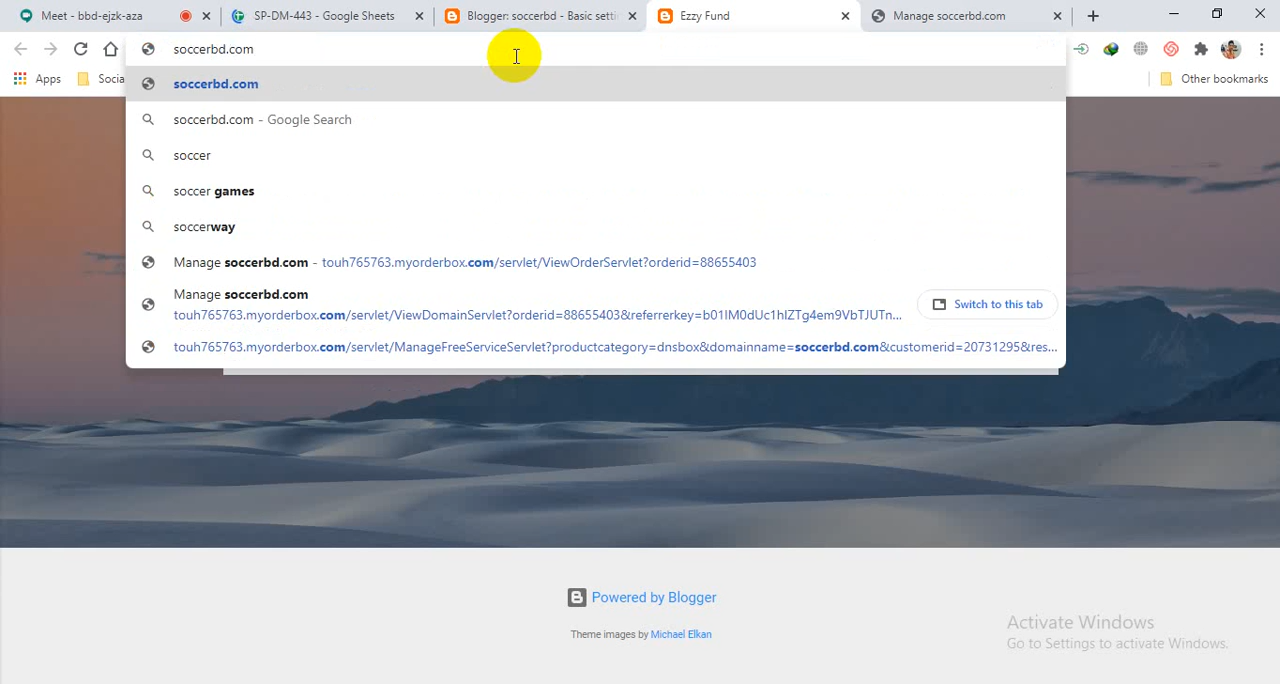 Meet - bbd-ejzk-aza
SP-DM-443 - Google Sheets
Blogger: soccerbd - Basic setti
Ezzy Fund
Manage soccerbd.com
soccerbd.com
Apps
Socia
Other bookmarks
soccerbd.com
soccerbd.com - Google Search
soccer
soccer games
soccerway
Manage soccerbd.com - touh765763.myorderbox.com/servlet/ViewOrderServlet?orderid=88655403
Manage soccerbd.com
touh765763.myorderbox.com/servlet/ViewDomainServlet?orderid=88655403&referrerkey=b01IM0dUc1hIZTg4em9VbTJUTn...
Switch to this tab
touh765763.myorderbox.com/servlet/ManageFreeServiceServlet?productcategory=dnsbox&domainname=soccerbd.com&customerid=20731295&res...
Powered by Blogger
Theme images by Michael Elkan
Activate Windows
Go to Settings to activate Windows.